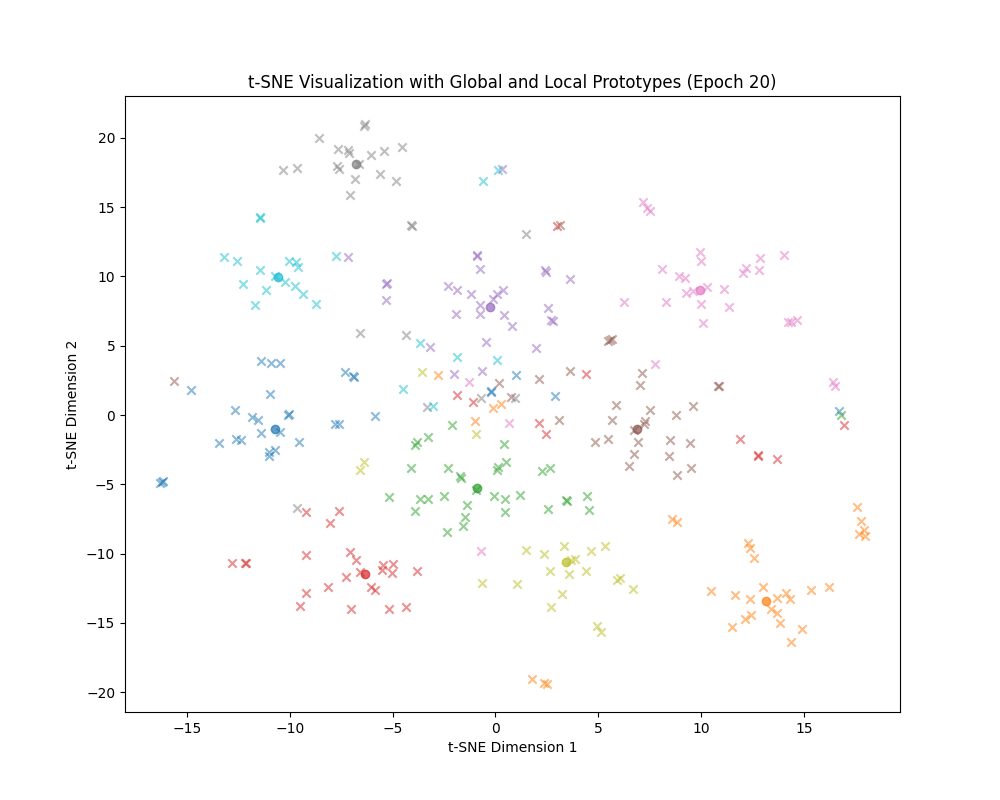 t-SNE Visualization with Global and Local Prototypes (Epoch 20)
20
15
10
5
0
−5
−10
−15
−20
t-SNE Dimension 2
−15 −10 −5 0 5 10 15
t-SNE Dimension 1